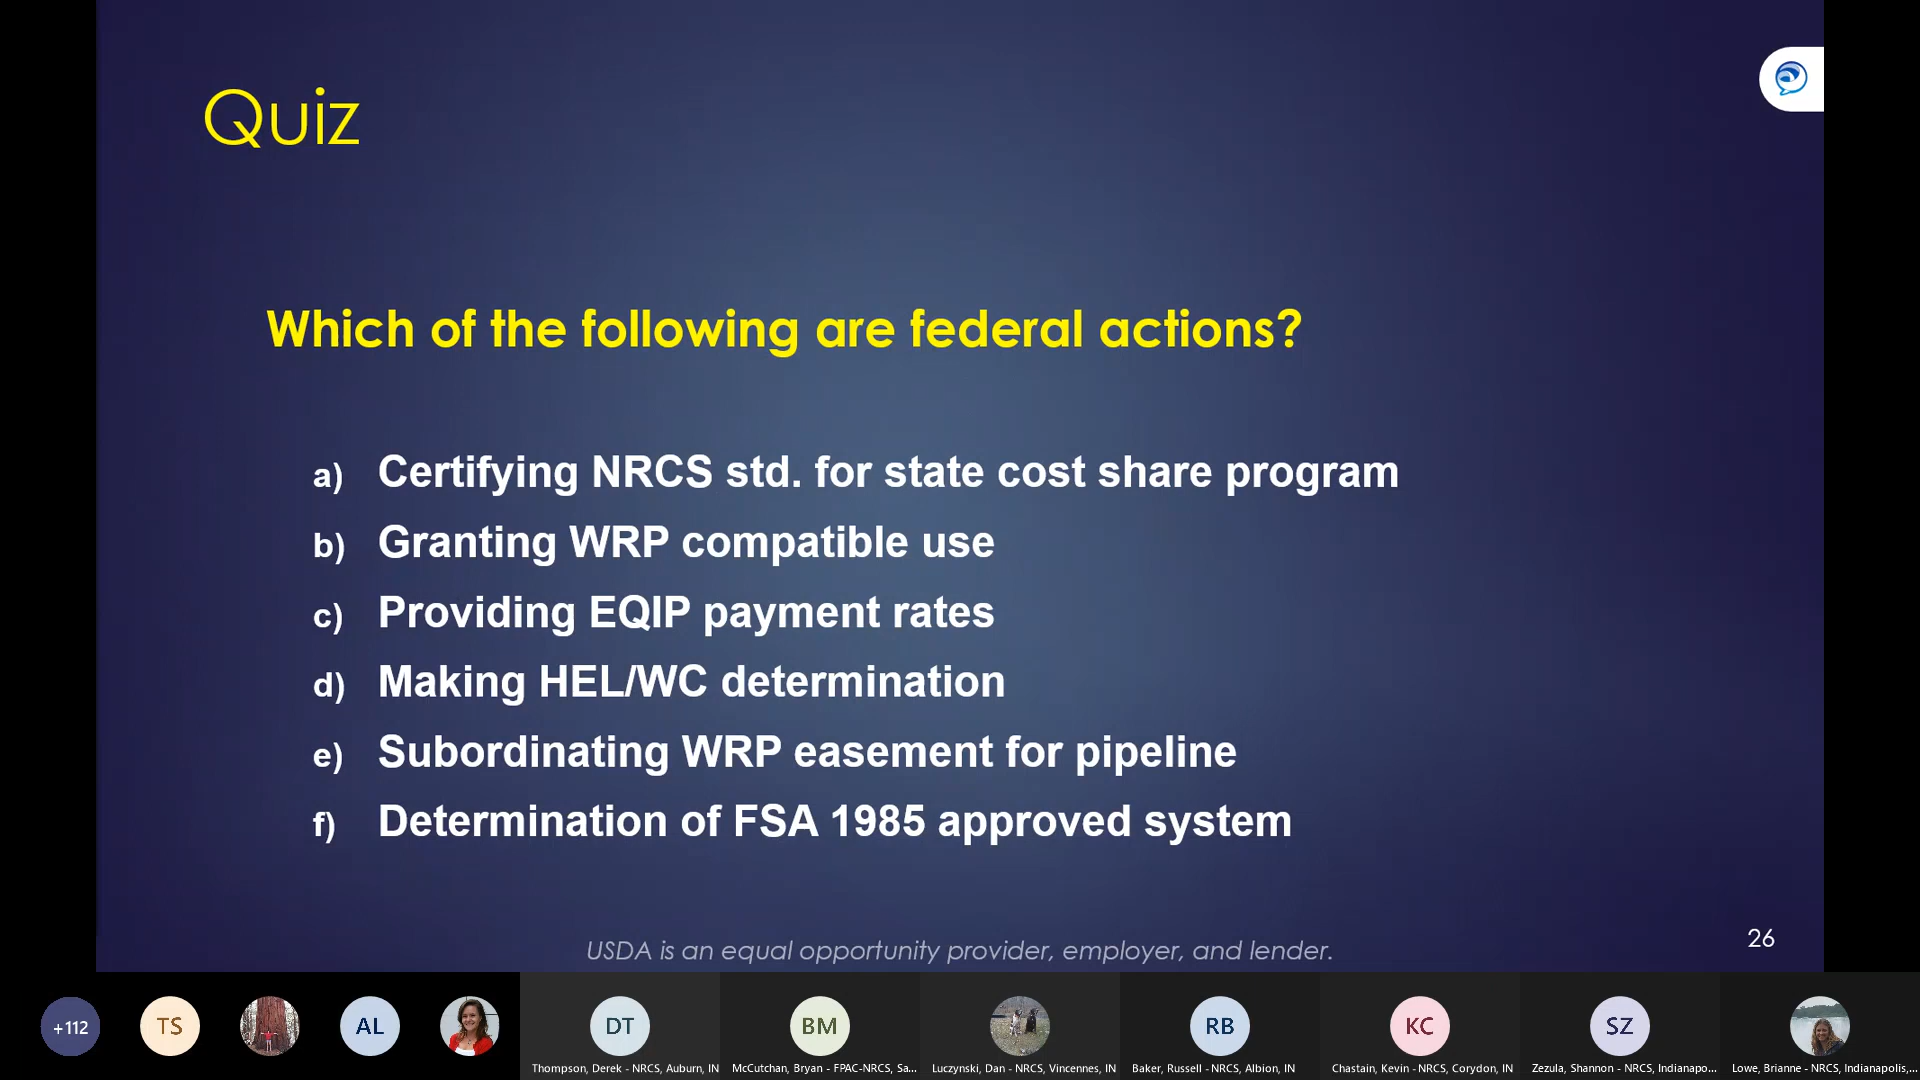 Quiz
Which of the following are federal actions?
a) Certifying NRCS std. for state cost share program
b) Granting WRP compatible use
c) Providing EQIP payment rates
d) Making HEL/WC determination
e) Subordinating WRP easement for pipeline
f) Determination of FSA 1985 approved system
USDA is an equal opportunity provider, employer, and lender.
26
+112
TS
AL
DT
BM
RB
KC
SZ
Thompson, Derek - NRCS, Auburn, IN
McCutchan, Bryan - FPAC-NRCS, Sa...
Luczynski, Dan - NRCS, Vincennes, IN
Baker, Russell - NRCS, Albion, IN
Chastain, Kevin - NRCS, Corydon, IN
Zezula, Shannon - NRCS, Indianapo...
Lowe, Brianne - NRCS, Indianapolis,...